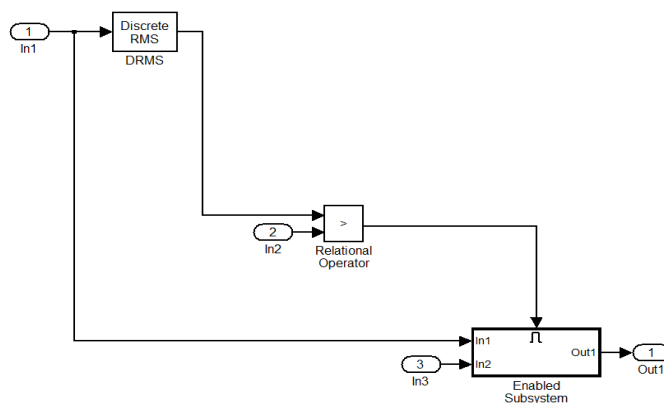 1
In1
Discrete
RMS
DRMS
2
In2
>
Relational
Operator
In1
In2
Out1
3
In3
Enabled
Subsystem
1
Out1